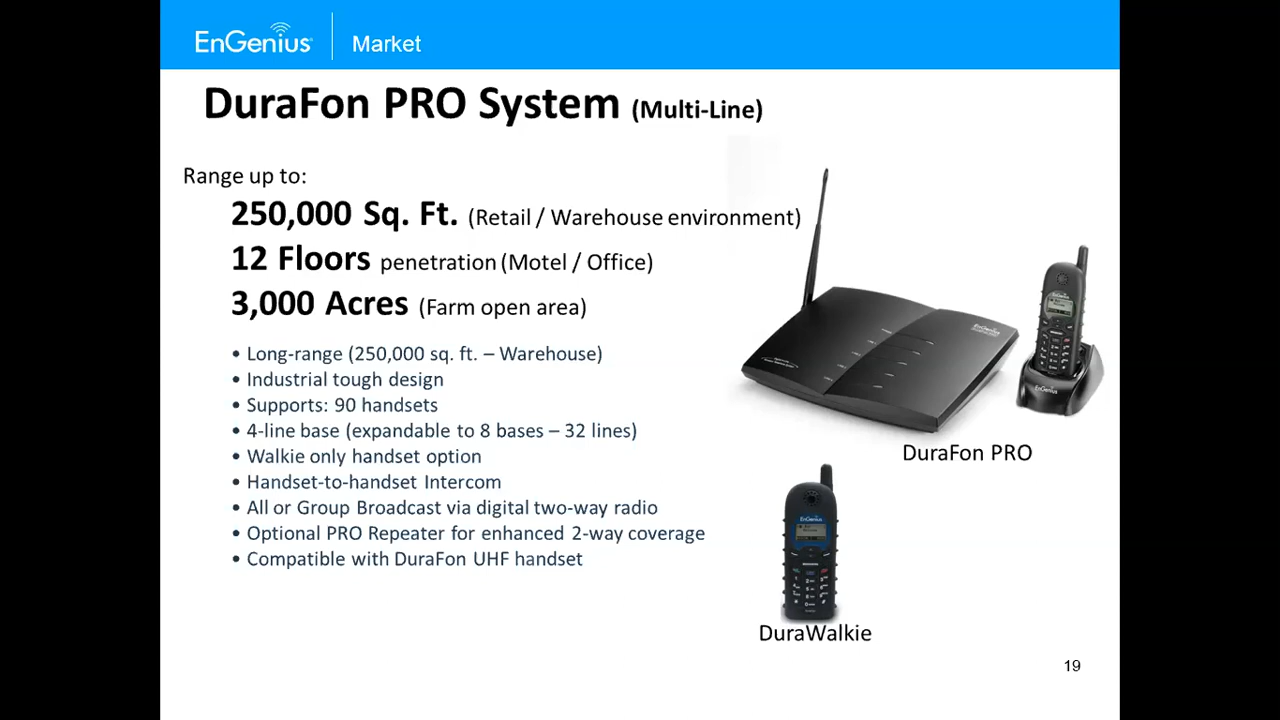 EnGenius
Market
DuraFon PRO System (Multi-Line)
Range up to:
250,000 Sq. Ft. (Retail / Warehouse environment)
12 Floors penetration (Motel / Office)
3,000 Acres (Farm open area)
• Long-range (250,000 sq. ft. – Warehouse)
• Industrial tough design
• Supports: 90 handsets
• 4-line base (expandable to 8 bases – 32 lines)
• Walkie only handset option
• Handset-to-handset Intercom
• All or Group Broadcast via digital two-way radio
• Optional PRO Repeater for enhanced 2-way coverage
• Compatible with DuraFon UHF handset
EnGenius
EnGenius
DuraFon PRO
EnGenius
DuraWalkie
19